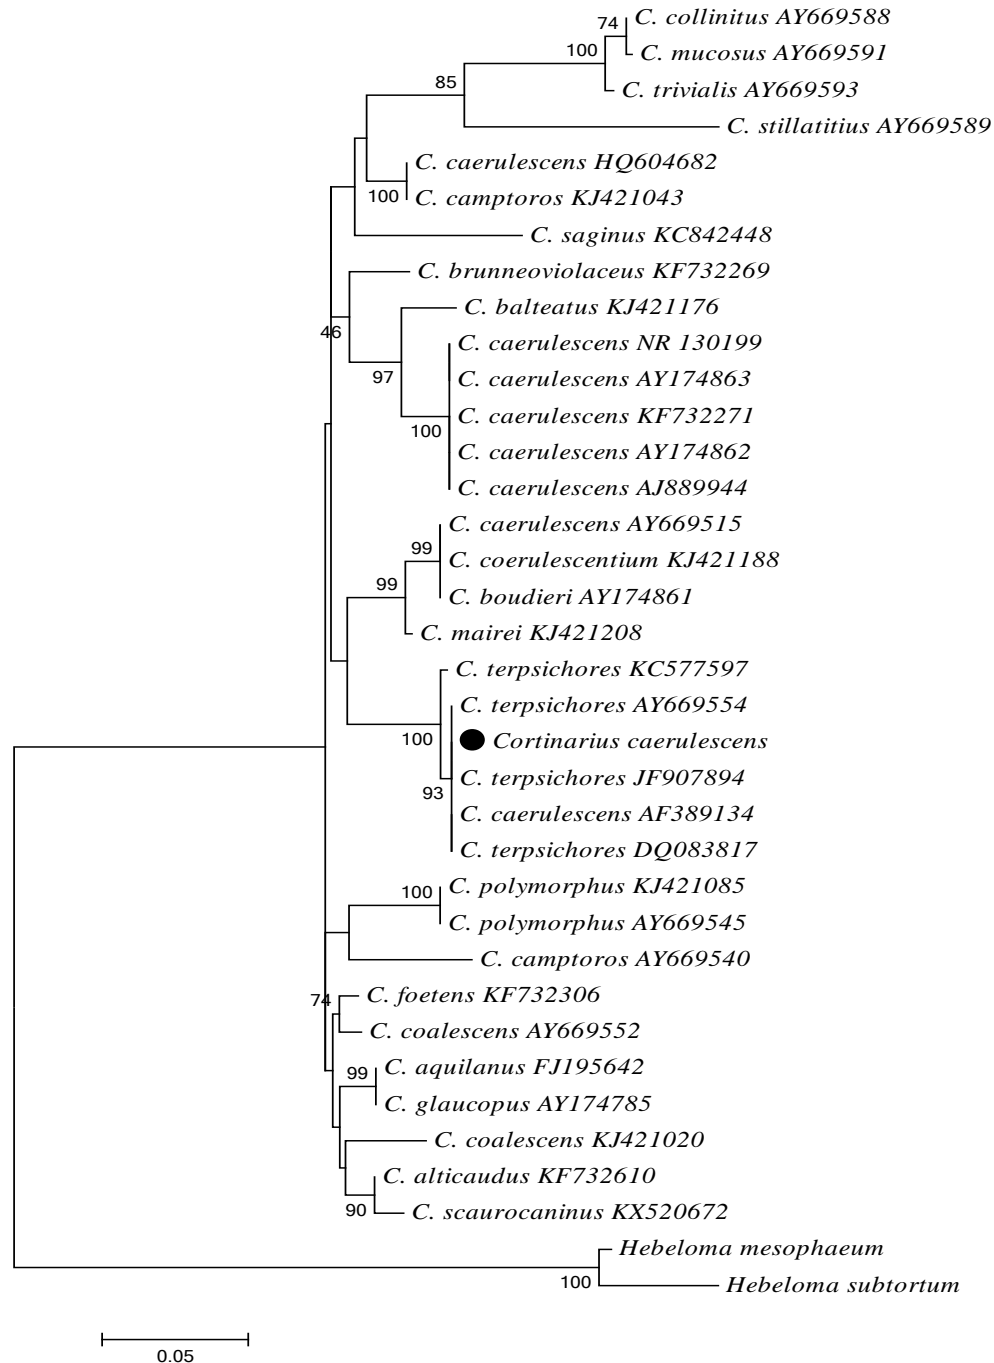 74
C. collinitus AY669588
100
C. mucosus AY669591
85
C. trivialis AY669593
C. stillatitius AY669589
C. caerulescens HQ604682
100
C. camptoros KJ421043
C. saginus KC842448
C. brunneoviolaceus KF732269
C. balteatus KJ421176
46
C. caerulescens NR 130199
97
C. caerulescens AY174863
C. caerulescens KF732271
100
C. caerulescens AY174862
C. caerulescens AJ889944
C. caerulescens AY669515
99
C. coerulescentium KJ421188
99
C. boudieri AY174861
C. mairei KJ421208
C. terpsichores KC577597
C. terpsichores AY669554
100
Cortinarius caerulescens
C. terpsichores JF907894
93
C. caerulescens AF389134
C. terpsichores DQ083817
100
C. polymorphus KJ421085
C. polymorphus AY669545
C. camptoros AY669540
74
C. foetens KF732306
C. coalescens AY669552
99
C. aquilanus FJ195642
C. glaucopus AY174785
C. coalescens KJ421020
C. alticaudus KF732610
90
C. scaurocaninus KX520672
Hebeloma mesophaeum
100
Hebeloma subtortum
0.05